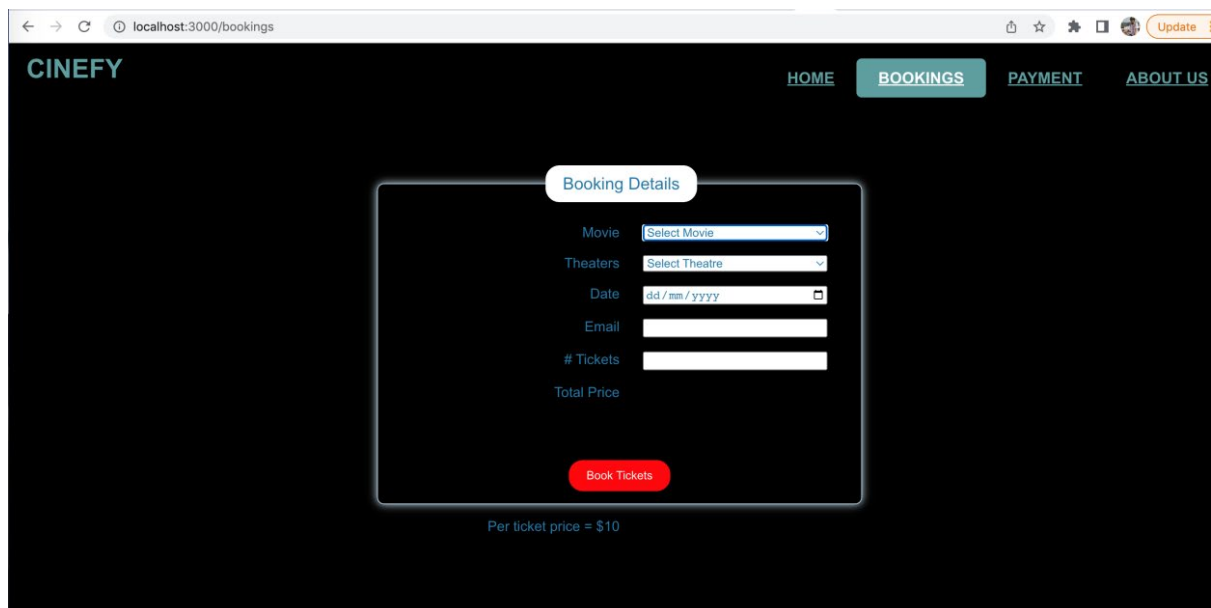 localhost:3000/bookings
Update
CINEFY
HOME BOOKINGS PAYMENT ABOUT US
Booking Details
Movie Select Movie
Theaters Select Theatre
Date dd/mm/yyyy
Email
# Tickets
Total Price
Book Tickets
Per ticket price = $10